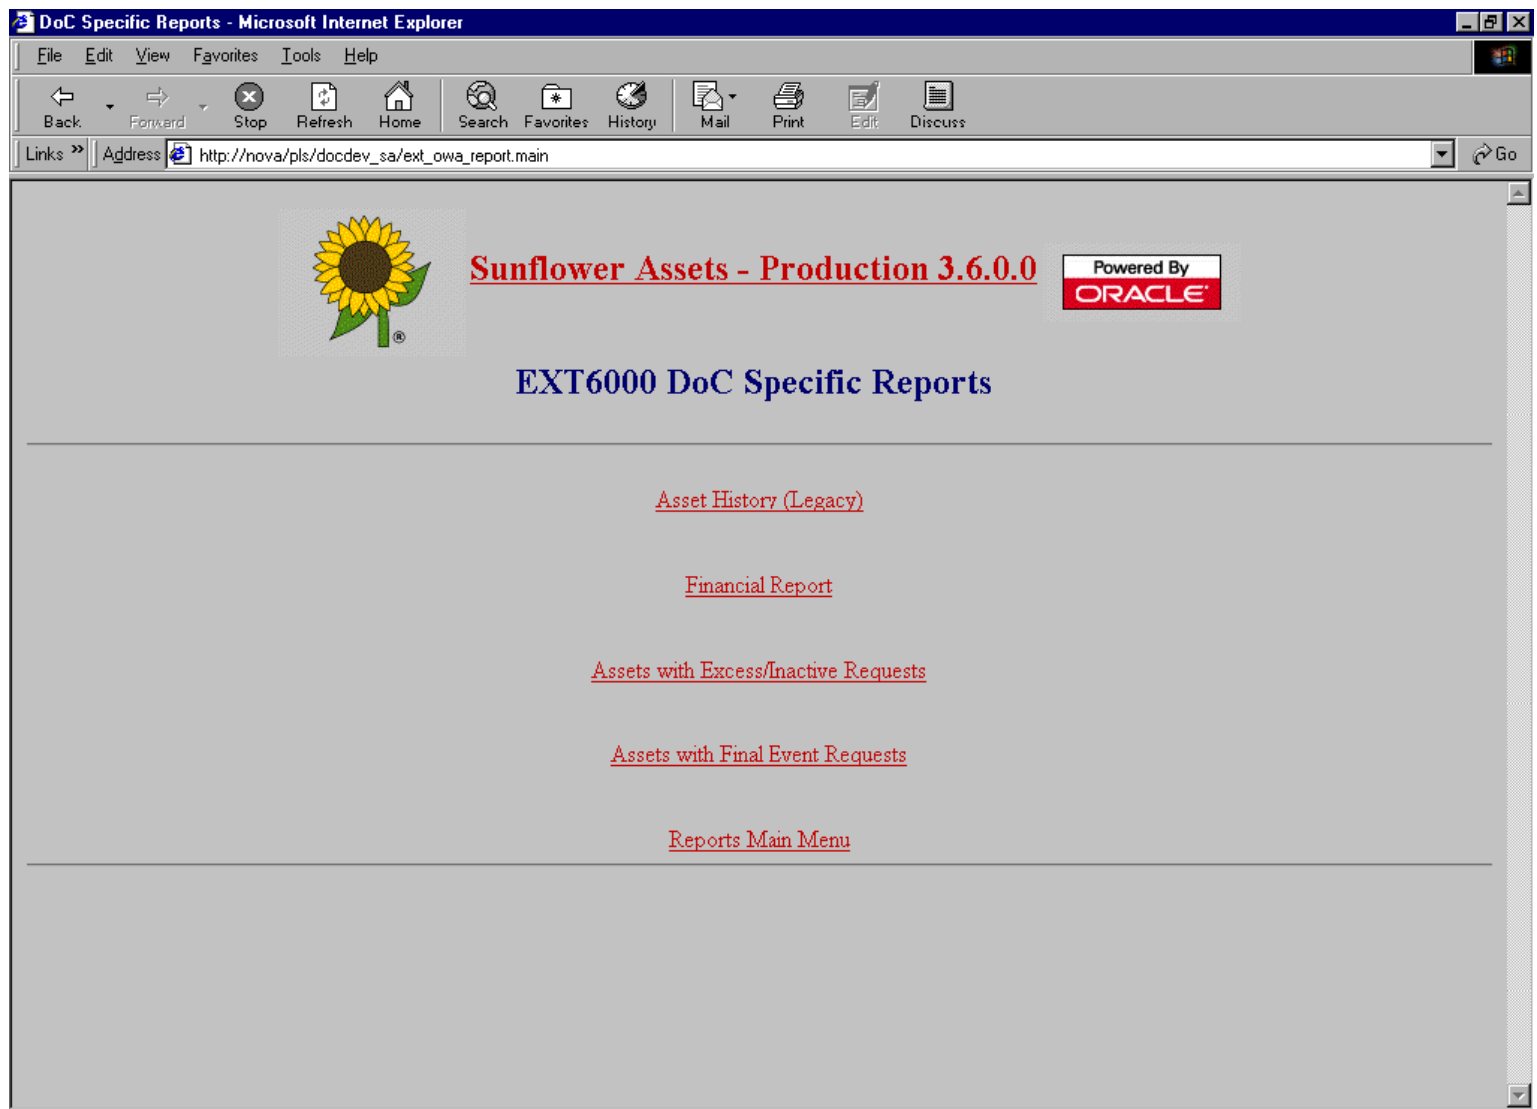 DoC Specific Reports - Microsoft Internet Explorer
File Edit View Favorites Tools Help
Back Forward Stop Refresh Home Search Favorites History Mail Print Edit Discuss
Links » Address http://nova/pls/docdev_sa/ext_owa_report.main Go
Sunflower Assets - Production 3.6.0.0
Powered By
ORACLE®
®
EXT6000 DoC Specific Reports
Asset History (Legacy)
Financial Report
Assets with Excess/Inactive Requests
Assets with Final Event Requests
Reports Main Menu